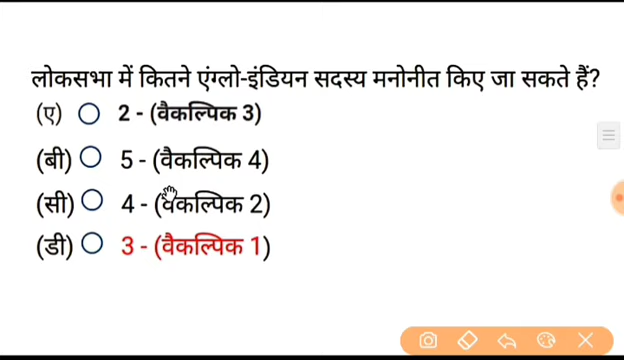 लोकसभा में कितने एंग्लो-इंडियन सदस्य मनोनीत किए जा सकते हैं?
(ए) 2 - (वैकल्पिक 3)
(बी) 5 - (वैकल्पिक 4)
(सी) 4 - (वैकल्पिक 2)
(डी) 3 - (वैकल्पिक 1)